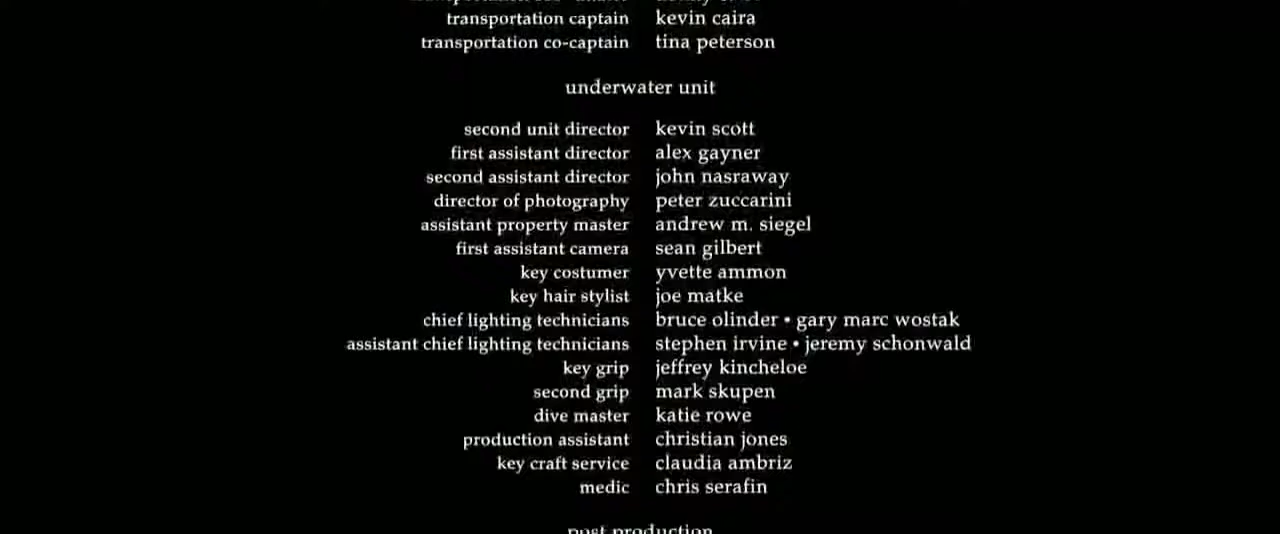 transportation captain kevin caira
transportation co-captain tina peterson
underwater unit
second unit director kevin scott
first assistant director alex gayner
second assistant director john nasraway
director of photography peter zuccarini
assistant property master andrew m. siegel
first assistant camera sean gilbert
key costumer yvette ammon
key hair stylist joe matke
chief lighting technicians bruce olinder • gary marc wostak
assistant chief lighting technicians stephen irvine • jeremy schonwald
key grip jeffrey kincheloe
second grip mark skupen
dive master katie rowe
production assistant christian jones
key craft service claudia ambriz
medic chris serafin
post production